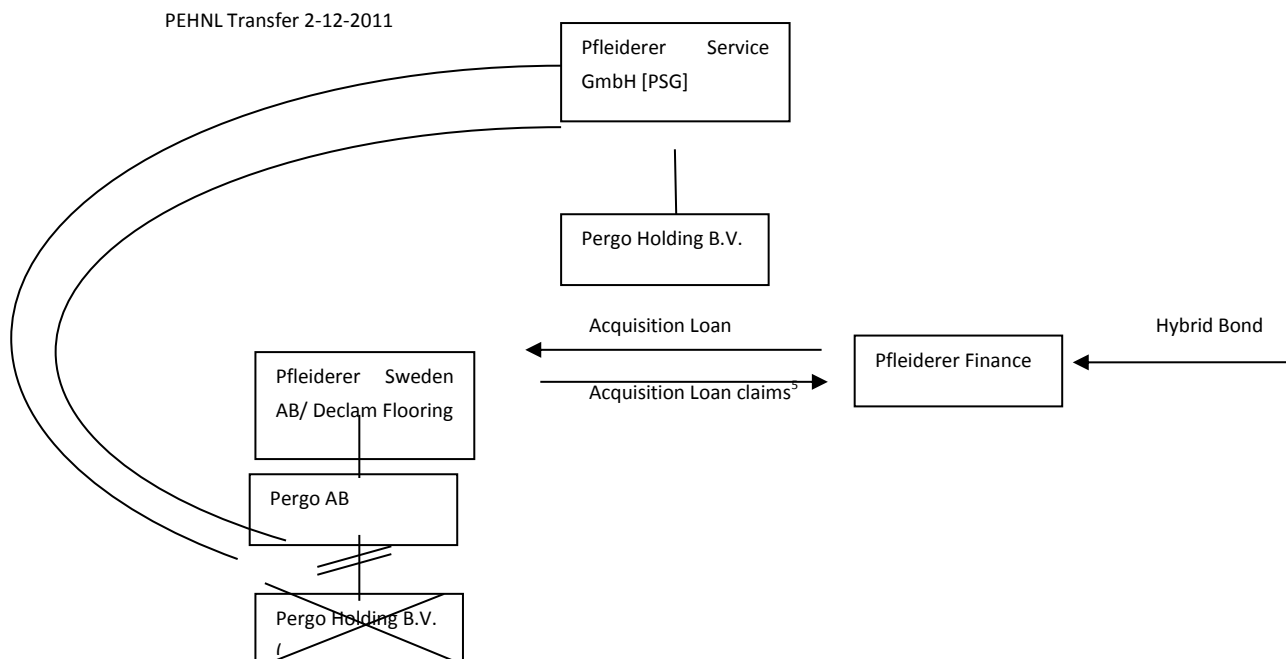 PEHNL Transfer 2-12-2011
Pfleiderer Service
GmbH [PSG]
Pergo Holding B.V.
Acquisition Loan
Hybrid Bond
Pfleiderer Finance
Pfleiderer Sweden
AB/ Declam Flooring
Acquisition Loan claims⁵
Pergo AB
Pergo Holding B.V.
(